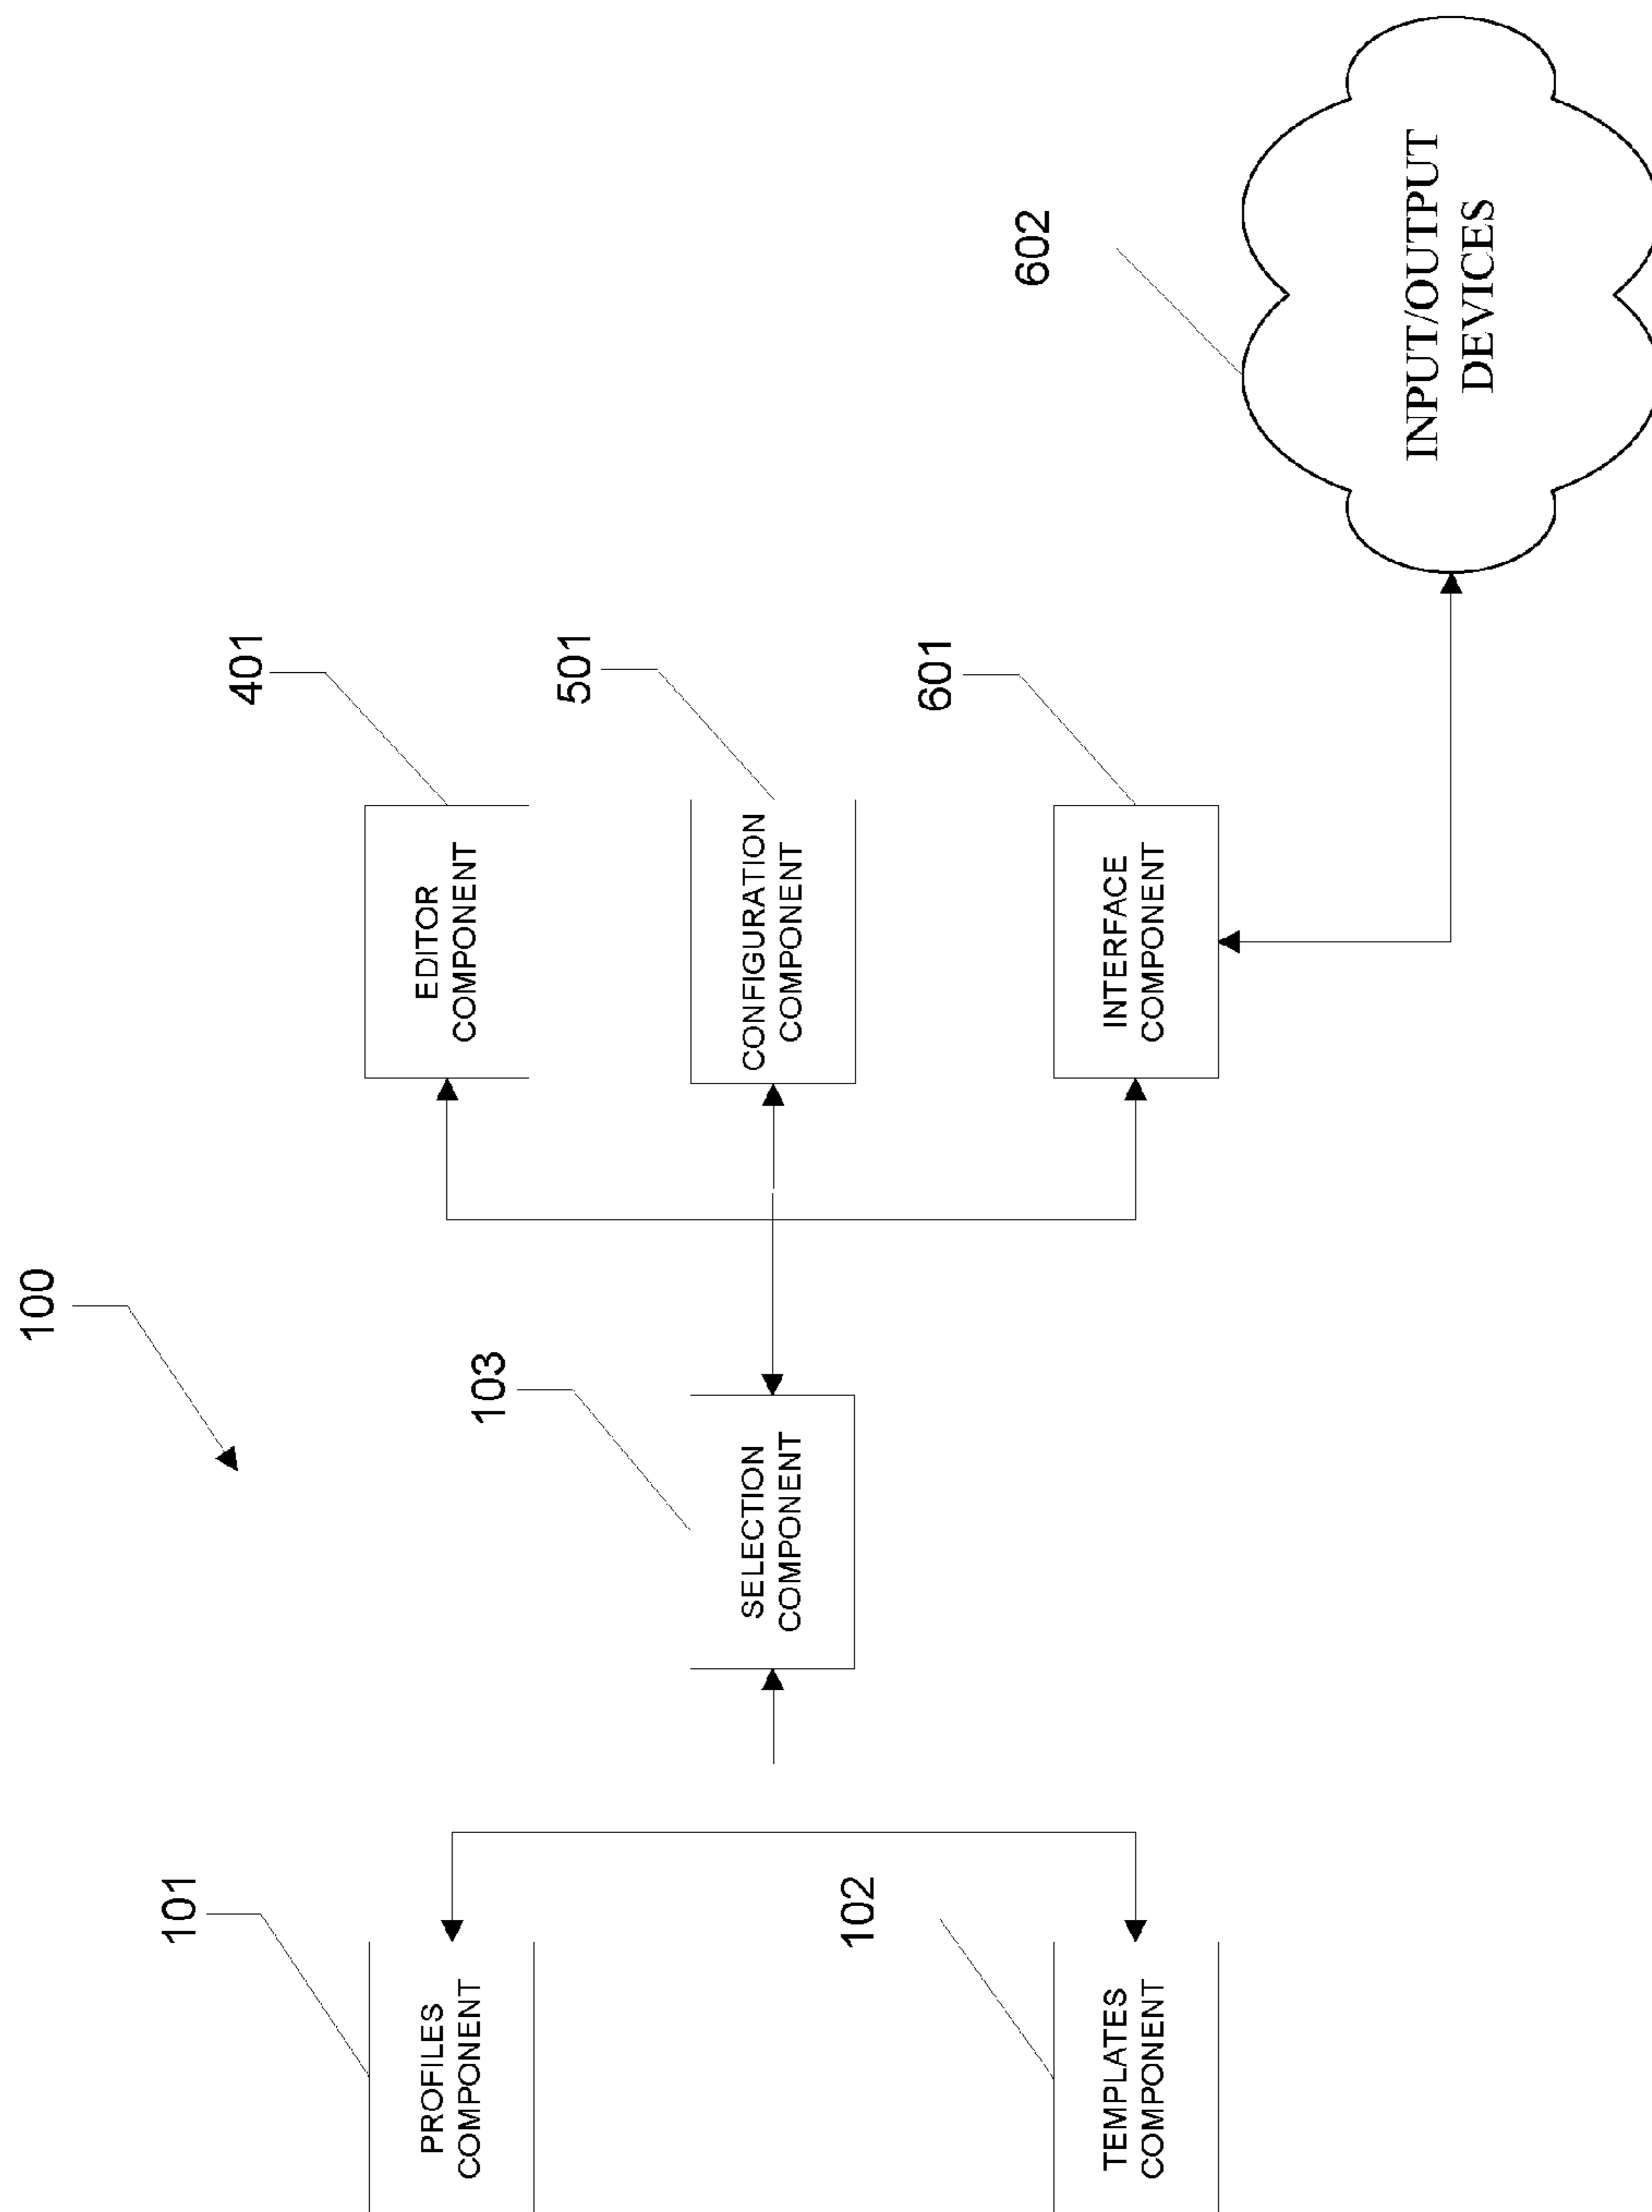 100
101
PROFILES
COMPONENT
102
TEMPLATES
COMPONENT
103
SELECTION
COMPONENT
401
EDITOR
COMPONENT
501
CONFIGURATION
COMPONENT
601
INTERFACE
COMPONENT
602
INPUT/OUTPUT
DEVICES